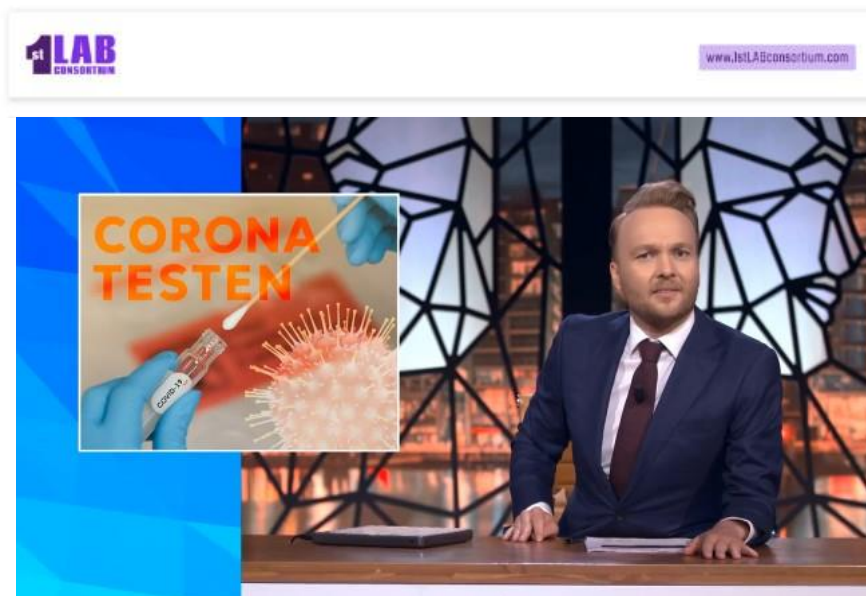 1st LAB
CONSORTIUM
www.1stLABconsortium.com
CORONA
TESTEN
COVID-19